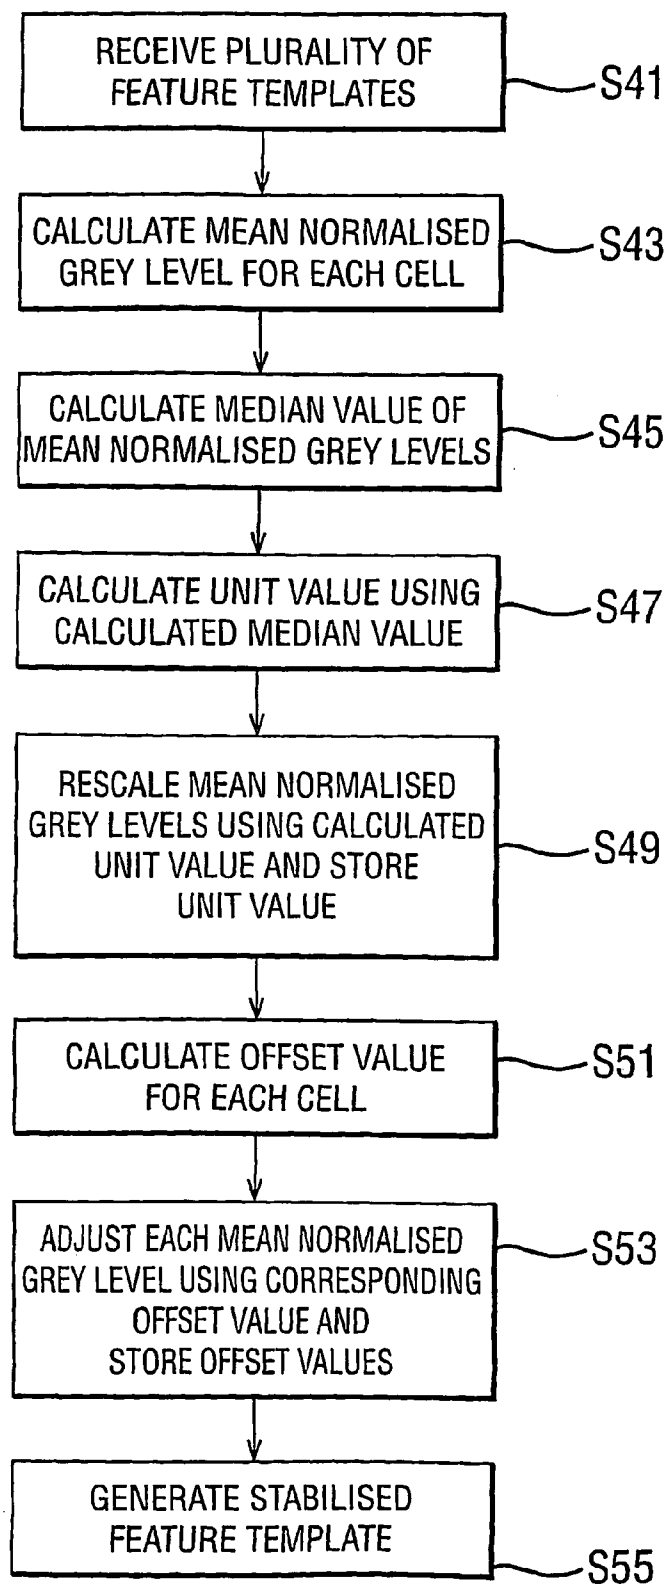 RECEIVE PLURALITY OF
FEATURE TEMPLATES
S41
CALCULATE MEAN NORMALISED
GREY LEVEL FOR EACH CELL
S43
CALCULATE MEDIAN VALUE OF
MEAN NORMALISED GREY LEVELS
S45
CALCULATE UNIT VALUE USING
CALCULATED MEDIAN VALUE
S47
RESCALE MEAN NORMALISED
GREY LEVELS USING CALCULATED
UNIT VALUE AND STORE
UNIT VALUE
S49
CALCULATE OFFSET VALUE
FOR EACH CELL
S51
ADJUST EACH MEAN NORMALISED
GREY LEVEL USING CORRESPONDING
OFFSET VALUE AND
STORE OFFSET VALUES
S53
GENERATE STABILISED
FEATURE TEMPLATE
S55